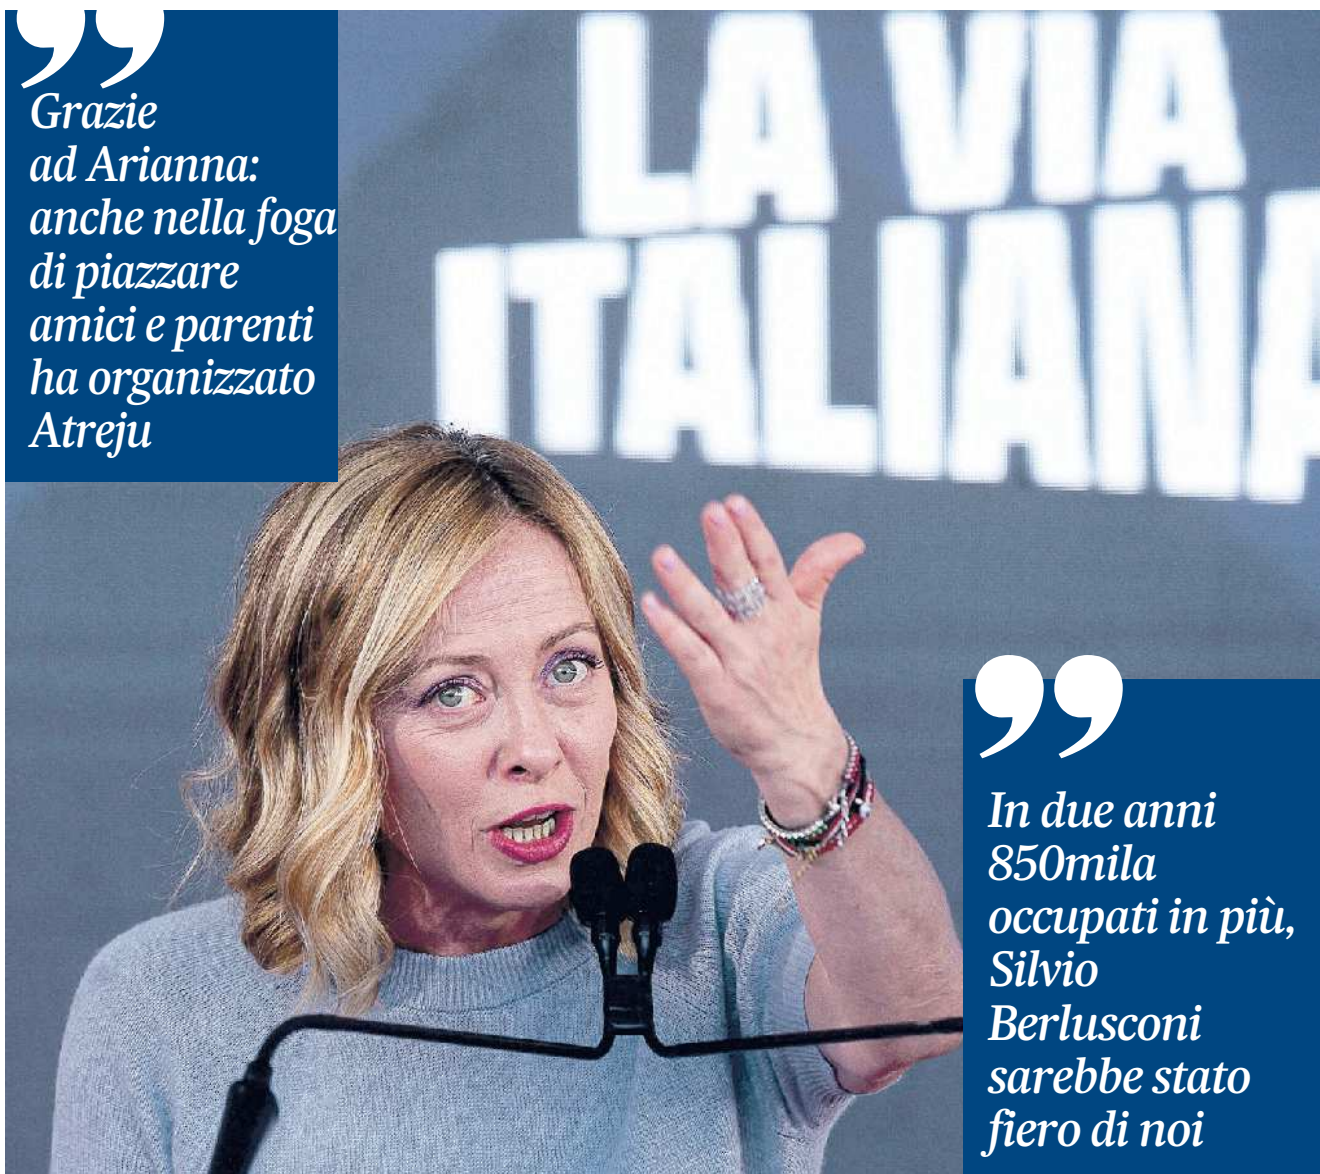 ”
Grazie
ad Arianna:
anche nella foga
di piazzare
amici e parenti
ha organizzato
Atreju
LA VIA
ITALIANA
”
In due anni
850mila
occupati in più,
Silvio
Berlusconi
sarebbe stato
fiero di noi